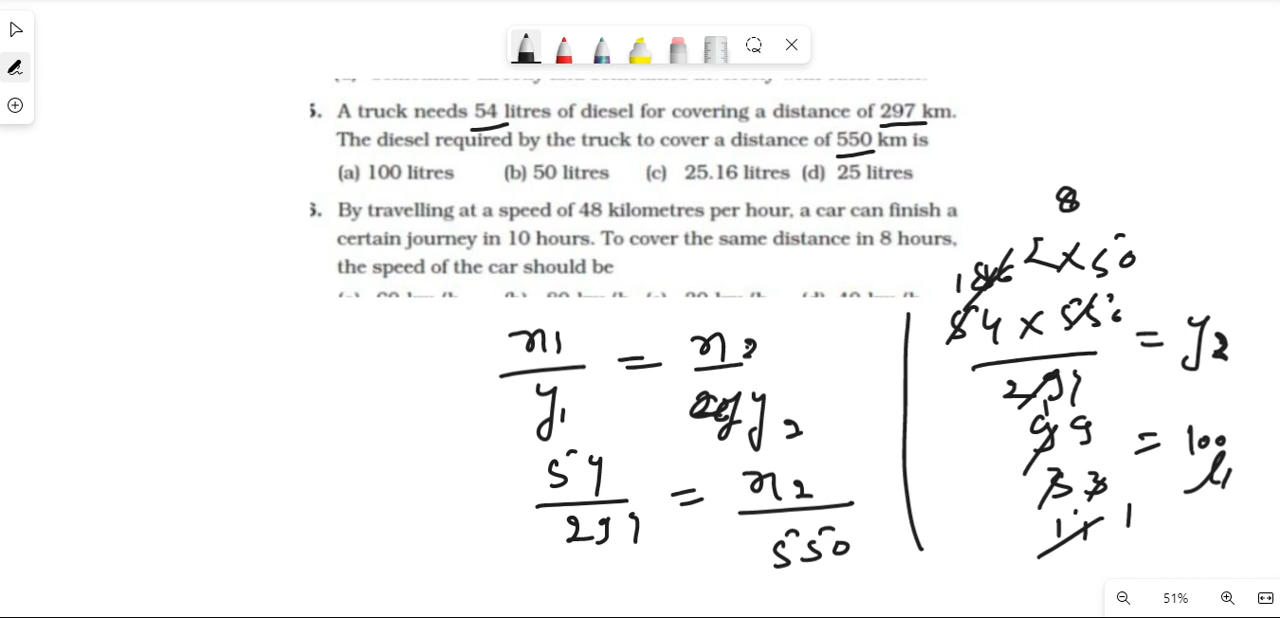 5. A truck needs 54 litres of diesel for covering a distance of 297 km.
The diesel required by the truck to cover a distance of 550 km is
(a) 100 litres (b) 50 litres (c) 25.16 litres (d) 25 litres
6. By travelling at a speed of 48 kilometres per hour, a car can finish a
certain journey in 10 hours. To cover the same distance in 8 hours,
the speed of the car should be
8
2 x 50
54 x 550
297
= y2
99
33
11 1
= 100
x1 = x2
y1 y2
54 = x2
297 550
51%